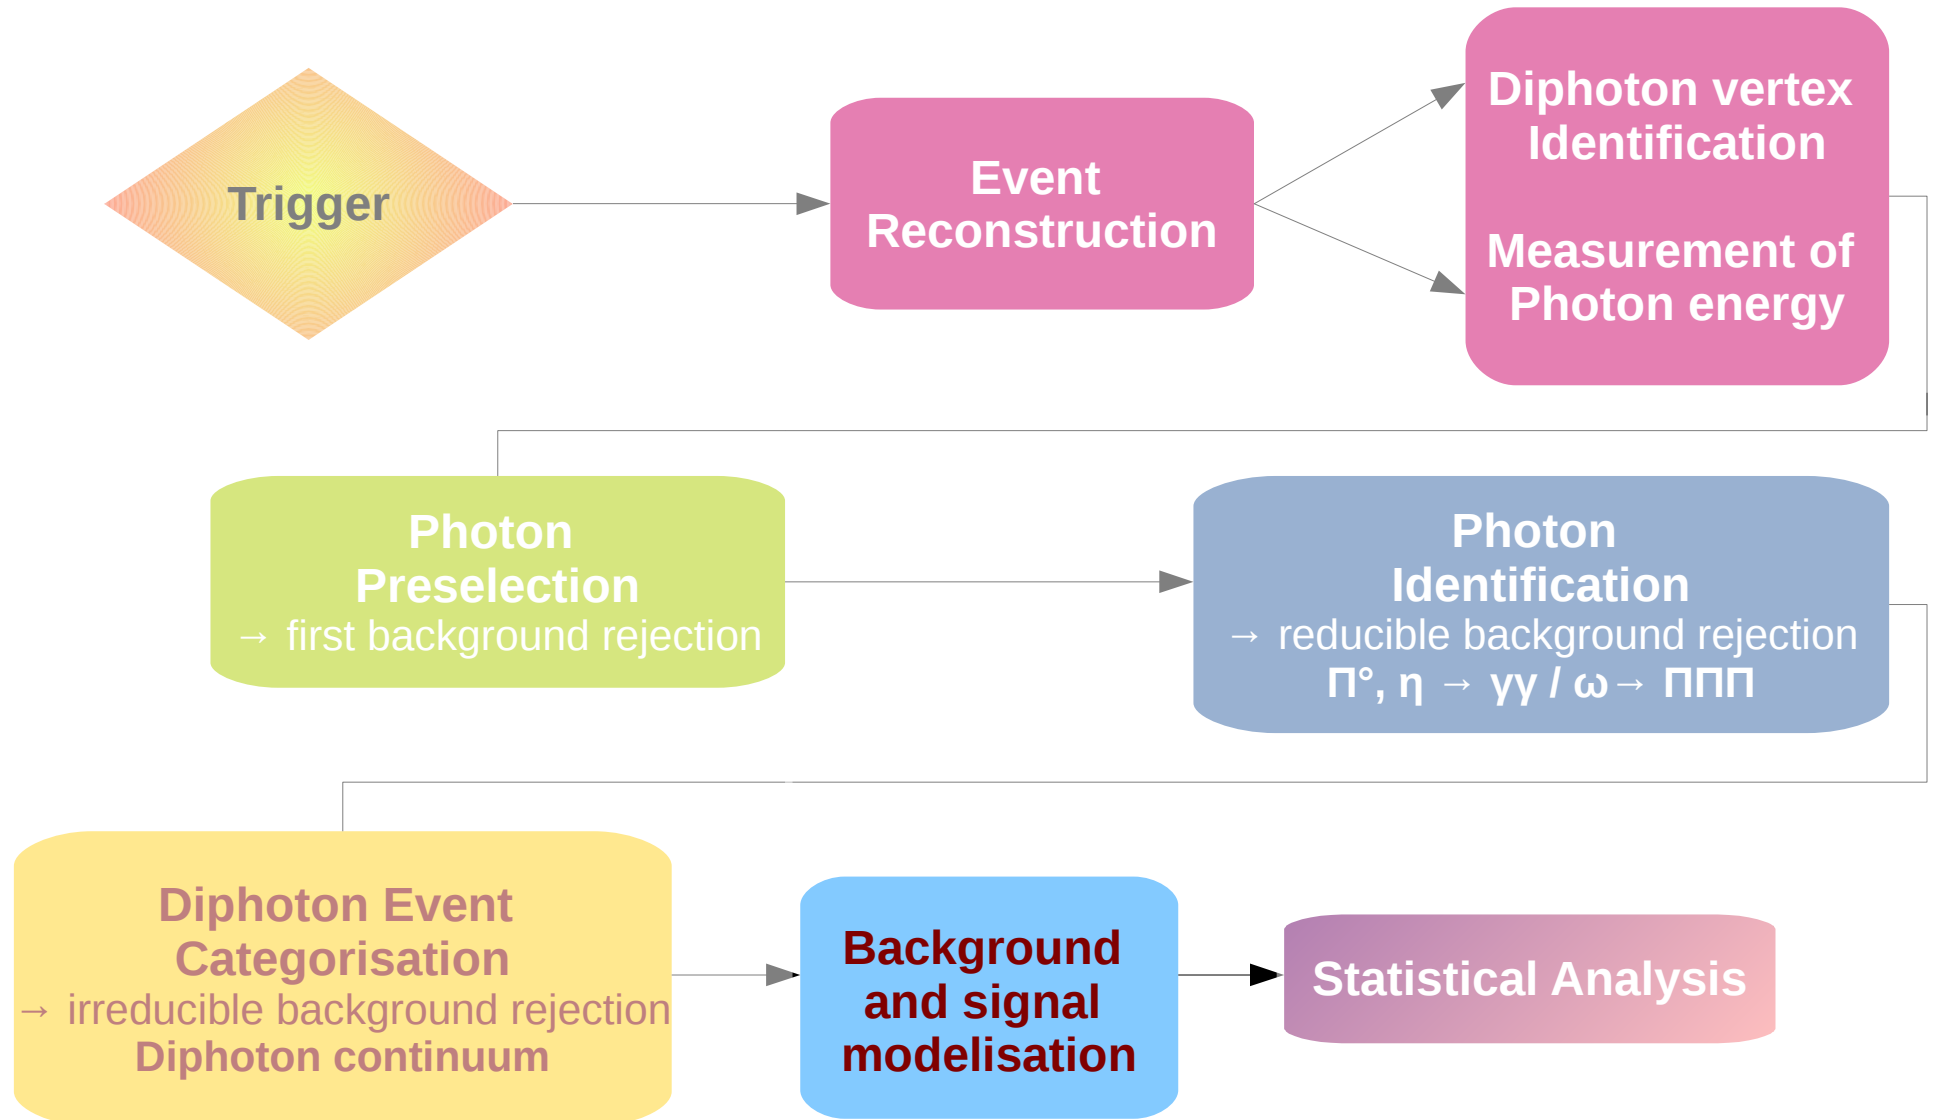 Trigger
Event
Reconstruction
Diphoton vertex
Identification
Measurement of
Photon energy
Photon
Preselection
→ first background rejection
Photon
Identification
→ reducible background rejection
Π°, η → γγ / ω→ ΠΠΠ
Diphoton Event
Categorisation
→ irreducible background rejection
Diphoton continuum
Background
and signal
modelisation
Statistical Analysis